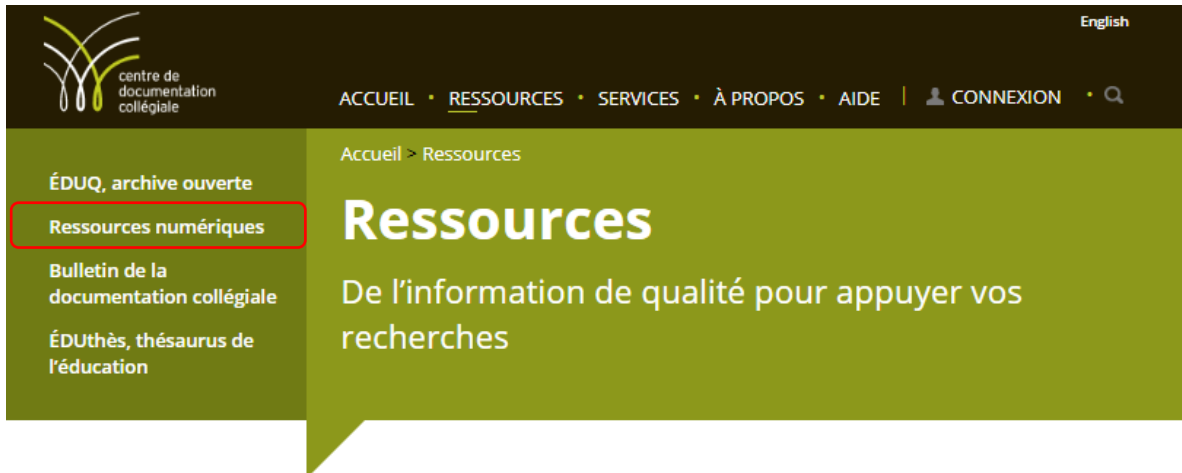 English
centre de
documentation
collégiale
ACCUEIL • RESSOURCES • SERVICES • À PROPOS • AIDE | CONNEXION •
ÉDUQ, archive ouverte
Ressources numériques
Bulletin de la
documentation collégiale
ÉDUthès, thésaurus de
l'éducation
Accueil > Ressources
Ressources
De l'information de qualité pour appuyer vos
recherches